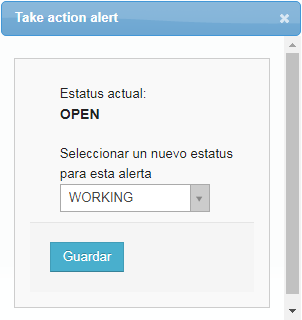 Take action alert
Estatus actual:
OPEN
Seleccionar un nuevo estatus
para esta alerta
WORKING
Guardar